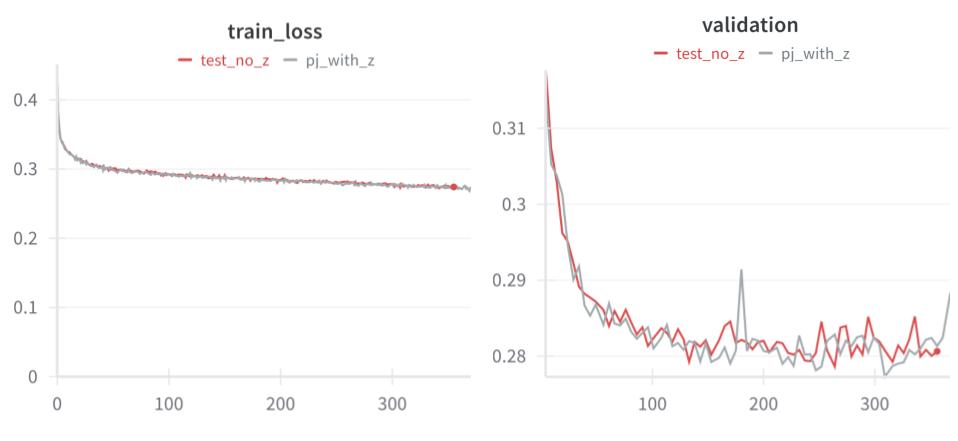 train_loss
test_no_z pj_with_z
0.4
0.3
0.2
0.1
0
0 100 200 300
validation
test_no_z pj_with_z
0.31
0.3
0.29
0.28
100 200 300